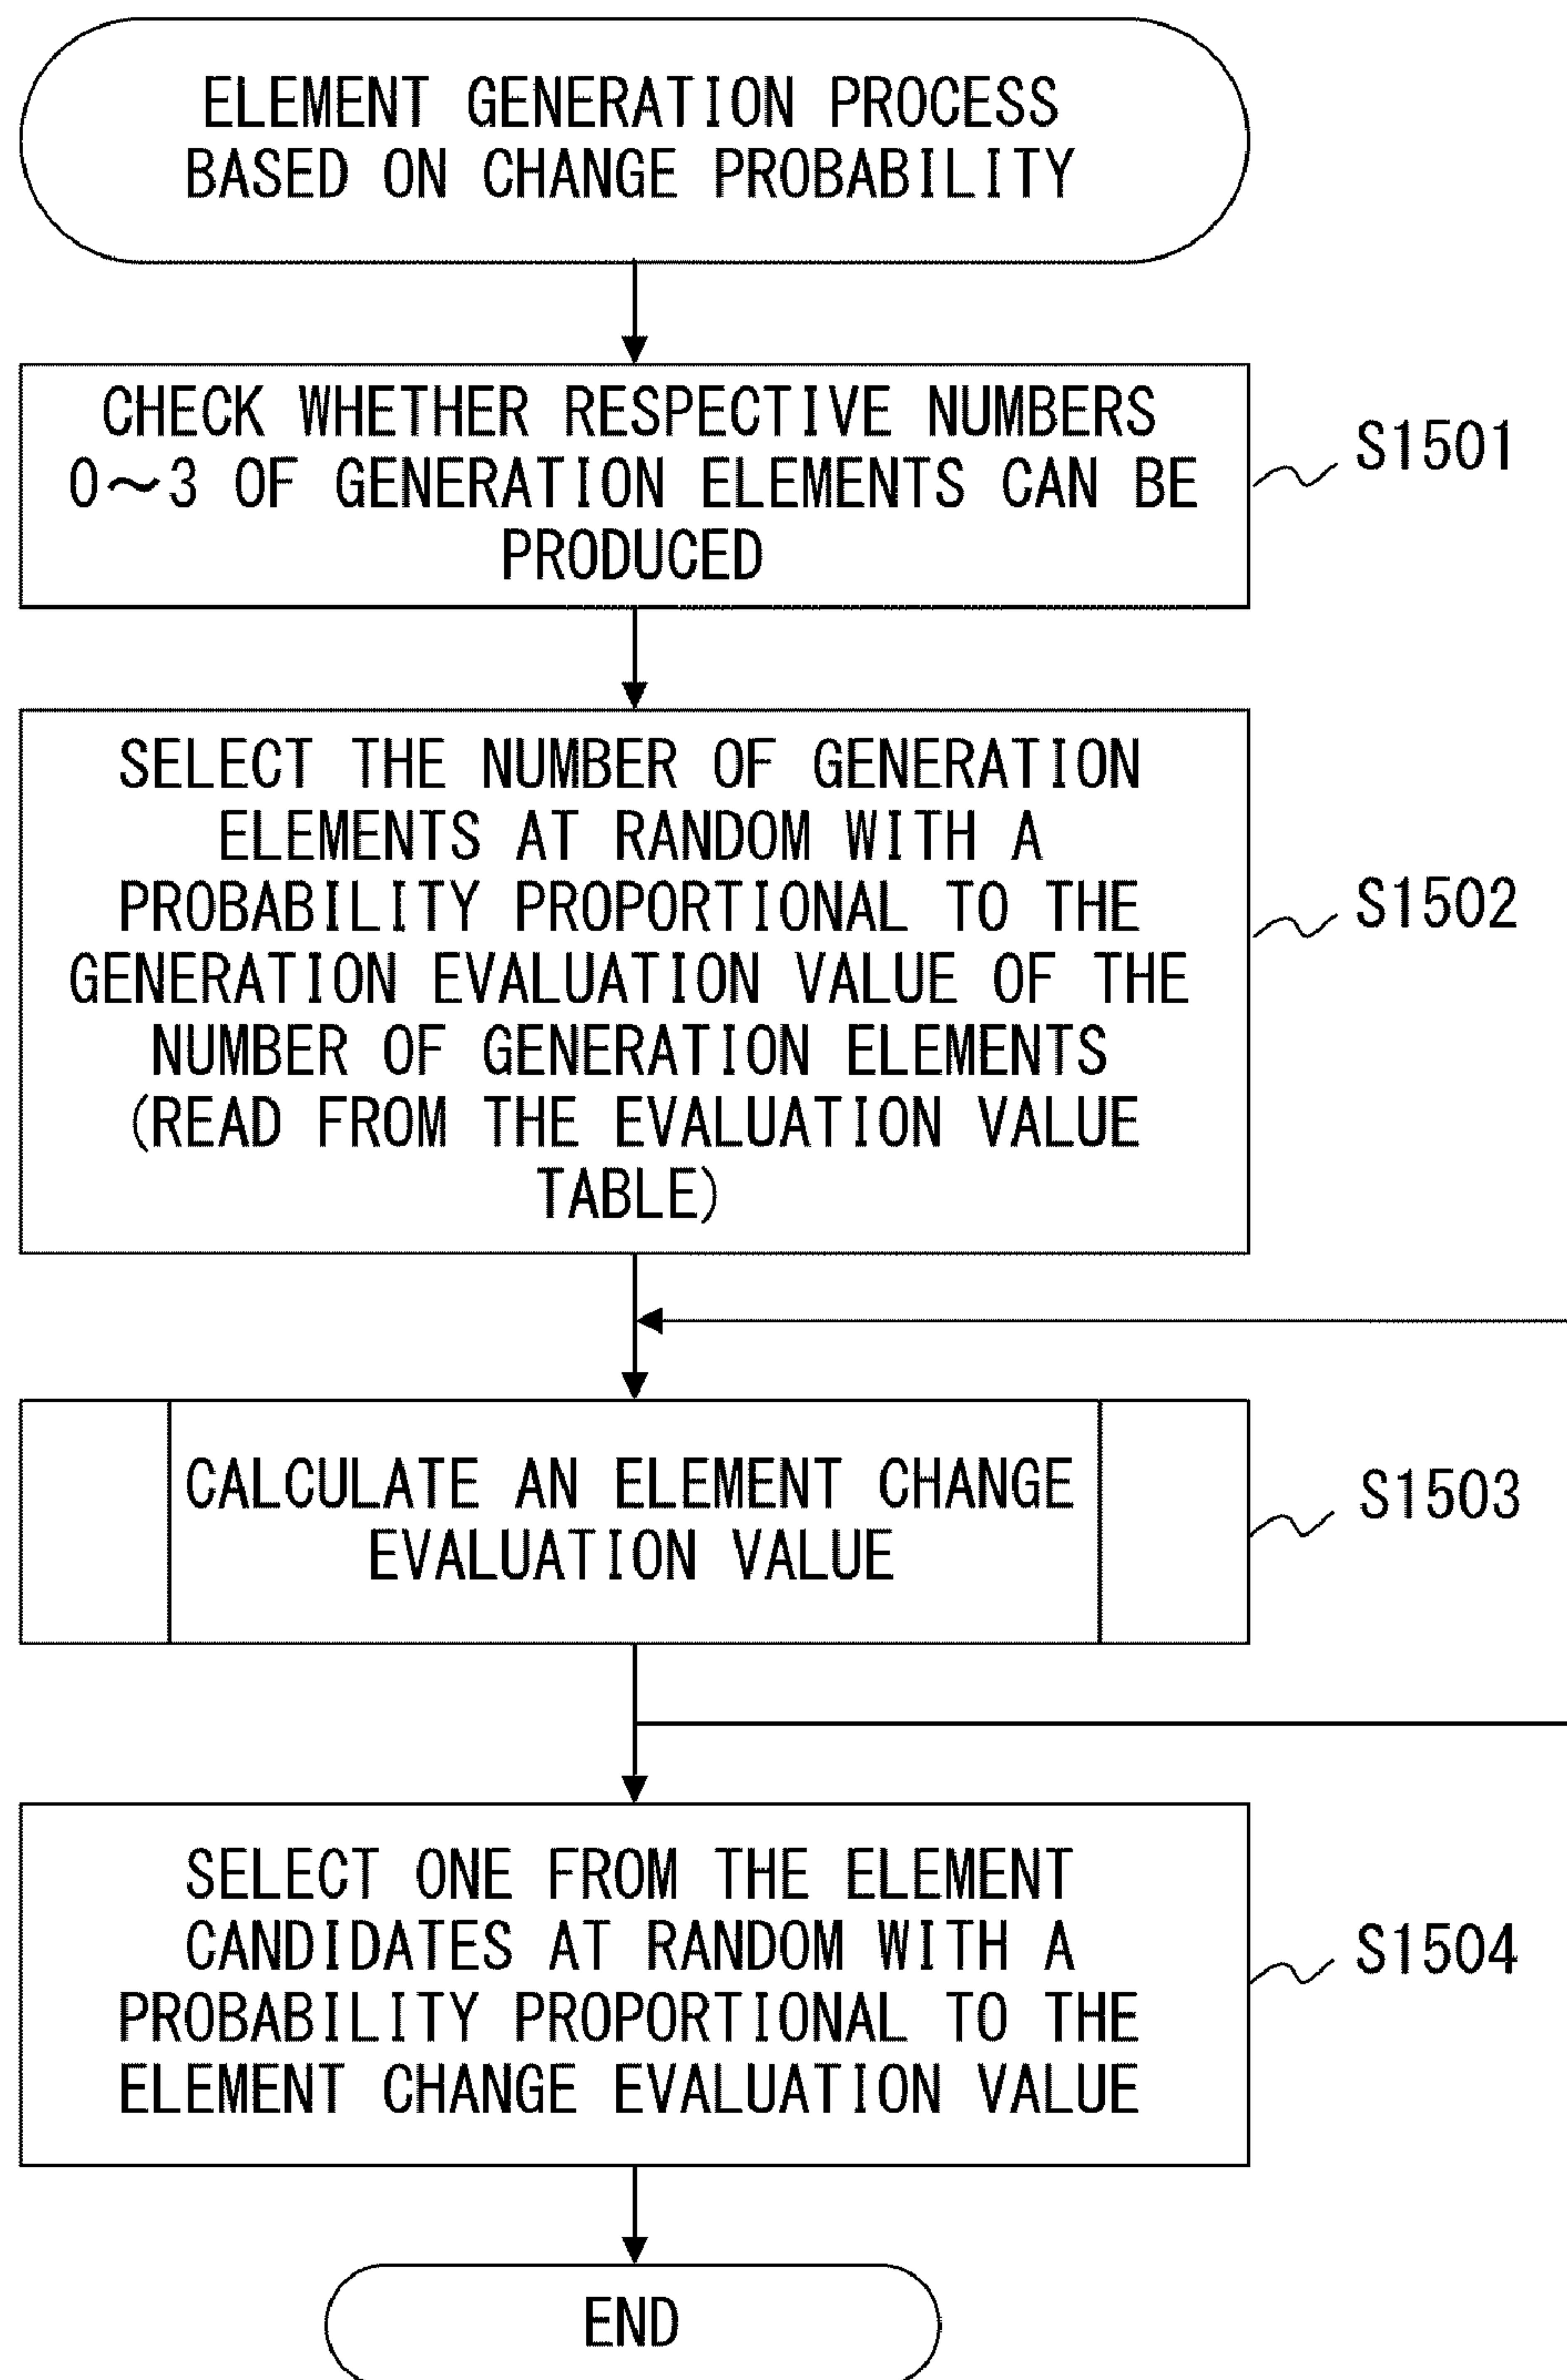 ELEMENT GENERATION PROCESS
BASED ON CHANGE PROBABILITY
CHECK WHETHER RESPECTIVE NUMBERS
0～3 OF GENERATION ELEMENTS CAN BE
PRODUCED
S1501
SELECT THE NUMBER OF GENERATION
ELEMENTS AT RANDOM WITH A
PROBABILITY PROPORTIONAL TO THE
GENERATION EVALUATION VALUE OF THE
NUMBER OF GENERATION ELEMENTS
(READ FROM THE EVALUATION VALUE
TABLE)
S1502
CALCULATE AN ELEMENT CHANGE
EVALUATION VALUE
S1503
SELECT ONE FROM THE ELEMENT
CANDIDATES AT RANDOM WITH A
PROBABILITY PROPORTIONAL TO THE
ELEMENT CHANGE EVALUATION VALUE
S1504
END